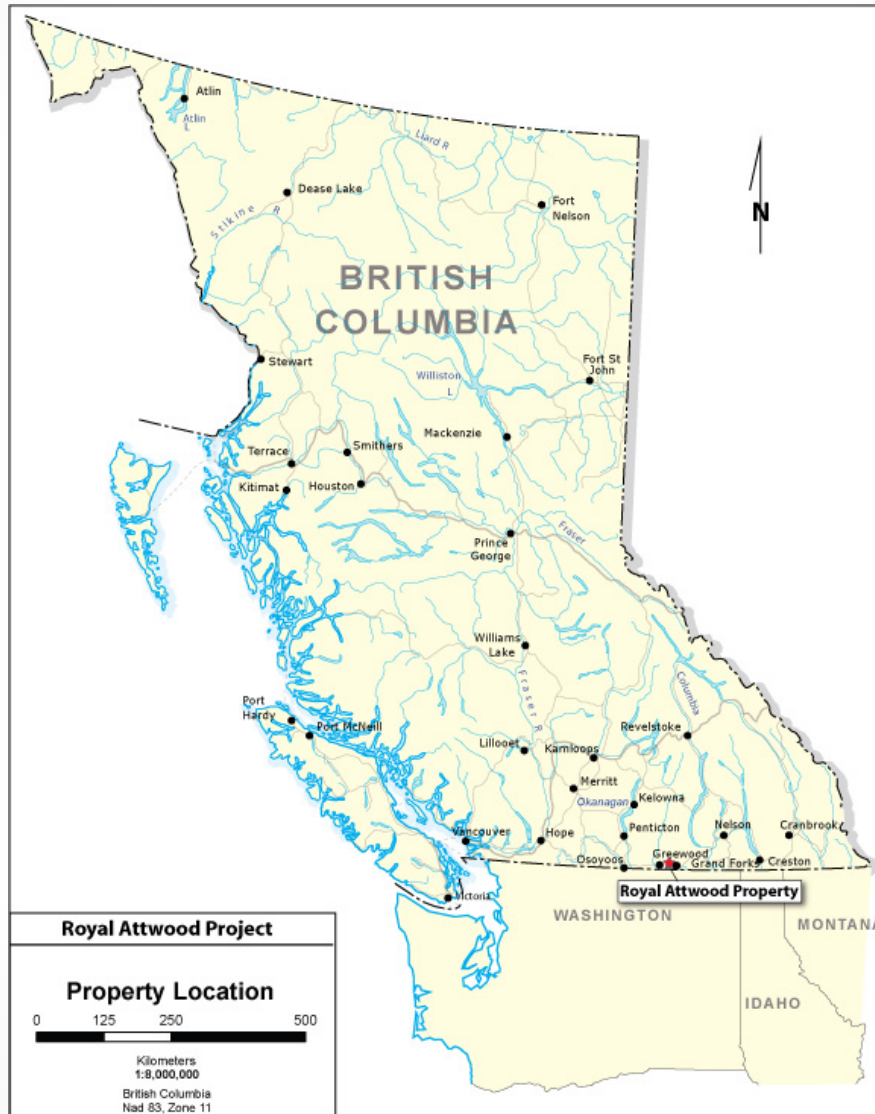 Atlin
Atlin
L
Liard R
Dease Lake
Fort
Nelson
Stikine R
N
BRITISH
COLUMBIA
Stewart
Fort St
John
Williston
L
Mackenzie
Smithers
Terrace
Kitimat
Houston
Fraser
Prince
George
Williams
Lake
Fraser R
Columbia
Port
Hardy
Port McNeill
Revelstoke
Lillooet
Kamloops
Merritt
Okanagan
Kelowna
Vancouver
Hope
Penticton
Nelson
Cranbrook
Osoyoos
Greewood
Grand Forks
Creston
Royal Attwood Property
Victoria
WASHINGTON
MONTANA
IDAHO
Royal Attwood Project
Property Location
0 125 250 500
Kilometers
1:8,000,000
British Columbia
Nad 83, Zone 11